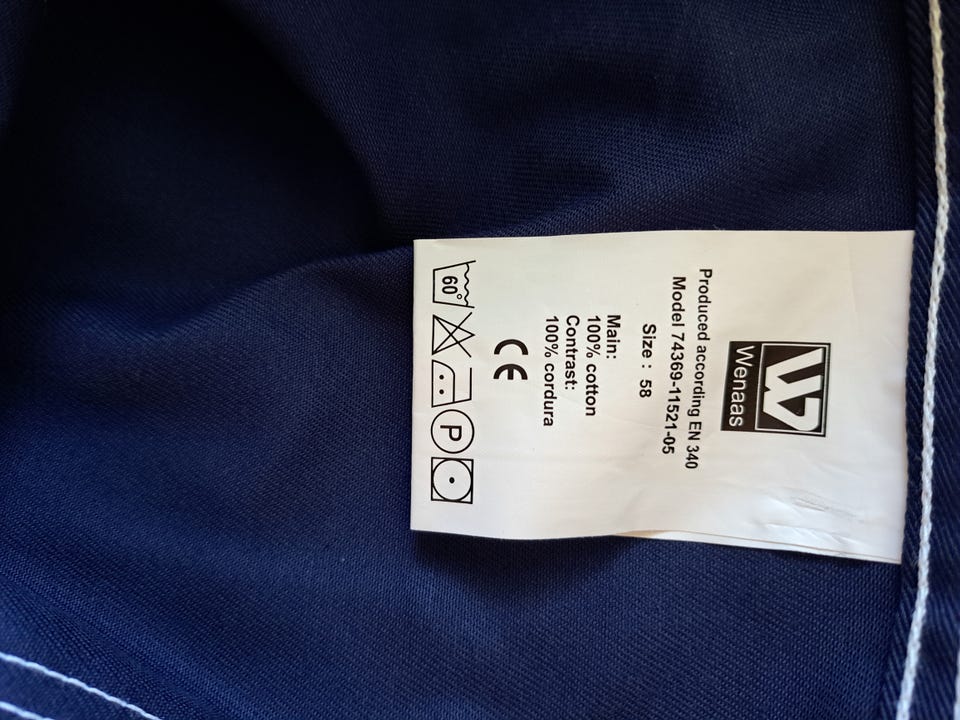 Wenaas
Produced according EN 340
Model 74369-11521-05
Size : 58
Main:
100% cotton
Contrast:
100% cordura
CE
60°
P